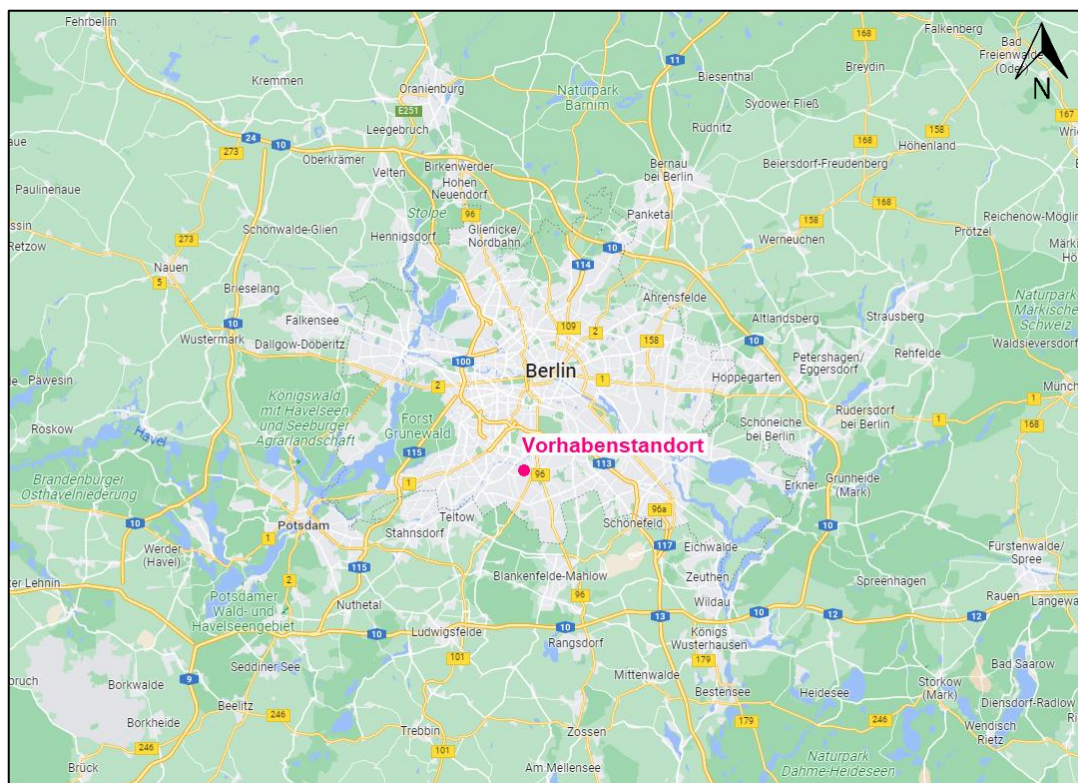 Fehrbellin
168
Falkenberg
Bad
Freienwalde
(Oder)
N
Kremmen
11
Biesenthal
Breydin
Oranienburg
Naturpark
Barnim
Sydower Fließ
167
E251
Leegebruch
Rüdnitz
158
24
10
273
Oberkrämer
Birkenwerder
168
Höhenland
Velten
Hohen
Neuendorf
Bernau
bei Berlin
Beiersdorf-Freudenberg
Paulinenaue
Stolpe
96
Panketal
168
Reichenow-Möglin
Schönwalde-Glien
Glienicke/
Nordbahn
158
Prötzel
Retzow
273
Hennigsdorf
10
Werneuchen
Nauen
114
5
Brieselang
Ahrensfelde
Naturpark
Märkische
Schweiz
Falkensee
109
2
Altlandsberg
Strausberg
10
Wustermark
158
10
Waldsieversdorf
Dallgow-Döberitz
100
Petershagen/
Eggersdorf
Rehfelde
Berlin
Hoppegarten
Päwesin
2
1
1
Königswald
mit Havelseen
und Seeburger
Agrarlandschaft
Forst
Grunewald
Rüdersdorf
bei Berlin
1
Roskow
Havel
Schöneiche
bei Berlin
168
115
Vorhabenstandort
113
Brandenburger
Osthavelniederung
1
96
Erkner
Grünheide
(Mark)
96a
10
Teltow
Schönefeld
10
Potsdam
Stahnsdorf
117
Eichwalde
Werder
(Havel)
1
Fürstenwalde/
Spree
115
Blankenfelde-Mahlow
Zeuthen
Spreenhagen
2
96
Wildau
Rauen
Potsdamer
Wald- und
Havelseengebiet
Nuthetal
13
10
12
12
10
Ludwigsfelde
10
Rangsdorf
Königs
Wusterhausen
Seddiner See
101
179
Bad Saarow
9
Mittenwalde
Borkwalde
Bestensee
Heidesee
Storkow
(Mark)
Diensdorf-Radlow
Beelitz
246
179
246
Borkheide
Trebbin
Zossen
Wendisch
Rietz
246
101
Brück
Am Mellensee
Naturpark
Dahme-Heideseen